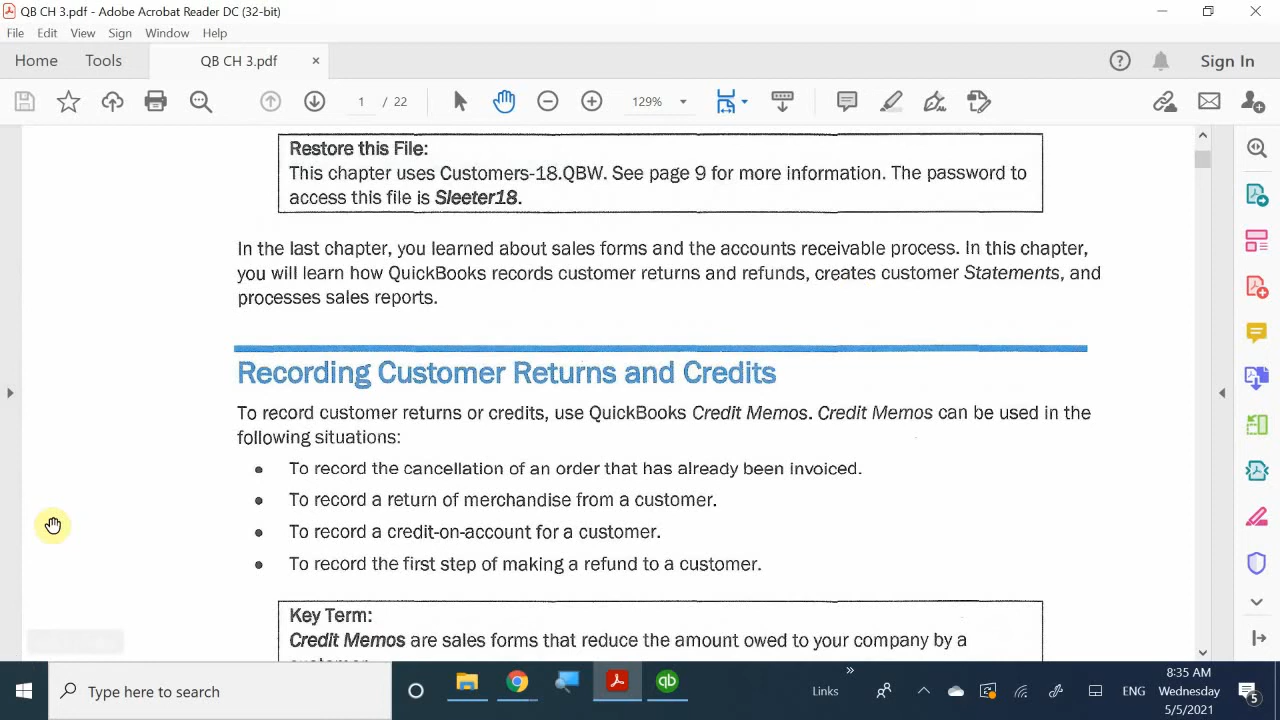 QB CH 3.pdf - Adobe Acrobat Reader DC (32-bit)
File Edit View Sign Window Help
Home Tools QB CH 3.pdf × Sign In
1 / 22 129%
Restore this File:
This chapter uses Customers-18.QBW. See page 9 for more information. The password to
access this file is Sleeter18.
In the last chapter, you learned about sales forms and the accounts receivable process. In this chapter,
you will learn how QuickBooks records customer returns and refunds, creates customer Statements, and
processes sales reports.
Recording Customer Returns and Credits
To record customer returns or credits, use QuickBooks Credit Memos. Credit Memos can be used in the
following situations:
• To record the cancellation of an order that has already been invoiced.
• To record a return of merchandise from a customer.
• To record a credit-on-account for a customer.
• To record the first step of making a refund to a customer.
Key Term:
Credit Memos are sales forms that reduce the amount owed to your company by a
Type here to search
qb
Links » ENG
8:35 AM
Wednesday
5/5/2021
5